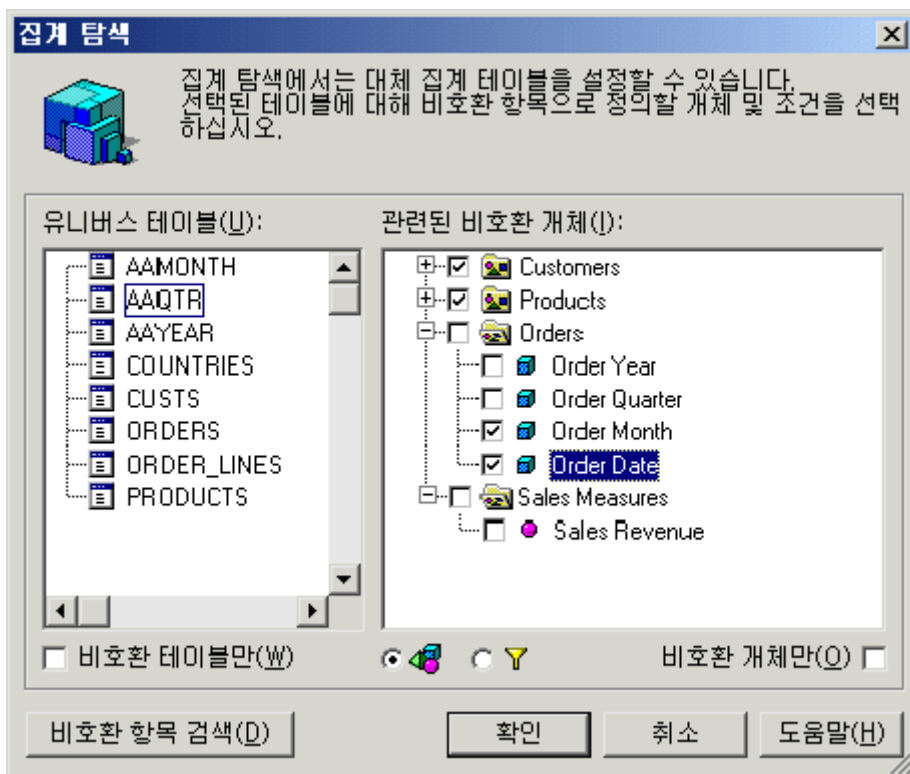 집계 탐색
집계 탐색에서는 대체 집계 테이블을 설정할 수 있습니다.
선택된 테이블에 대해 비호환 항목으로 정의할 개체 및 조건을 선택
하십시오.
유니버스 테이블(U):
AAMONTH
AAQTR
AAYEAR
COUNTRIES
CUSTS
ORDERS
ORDER_LINES
PRODUCTS
관련된 비호환 개체(I):
Customers
Products
Orders
Order Year
Order Quarter
Order Month
Order Date
Sales Measures
Sales Revenue
비호환 테이블만(W)
비호환 개체만(O)
비호환 항목 검색(D)
확인
취소
도움말(H)